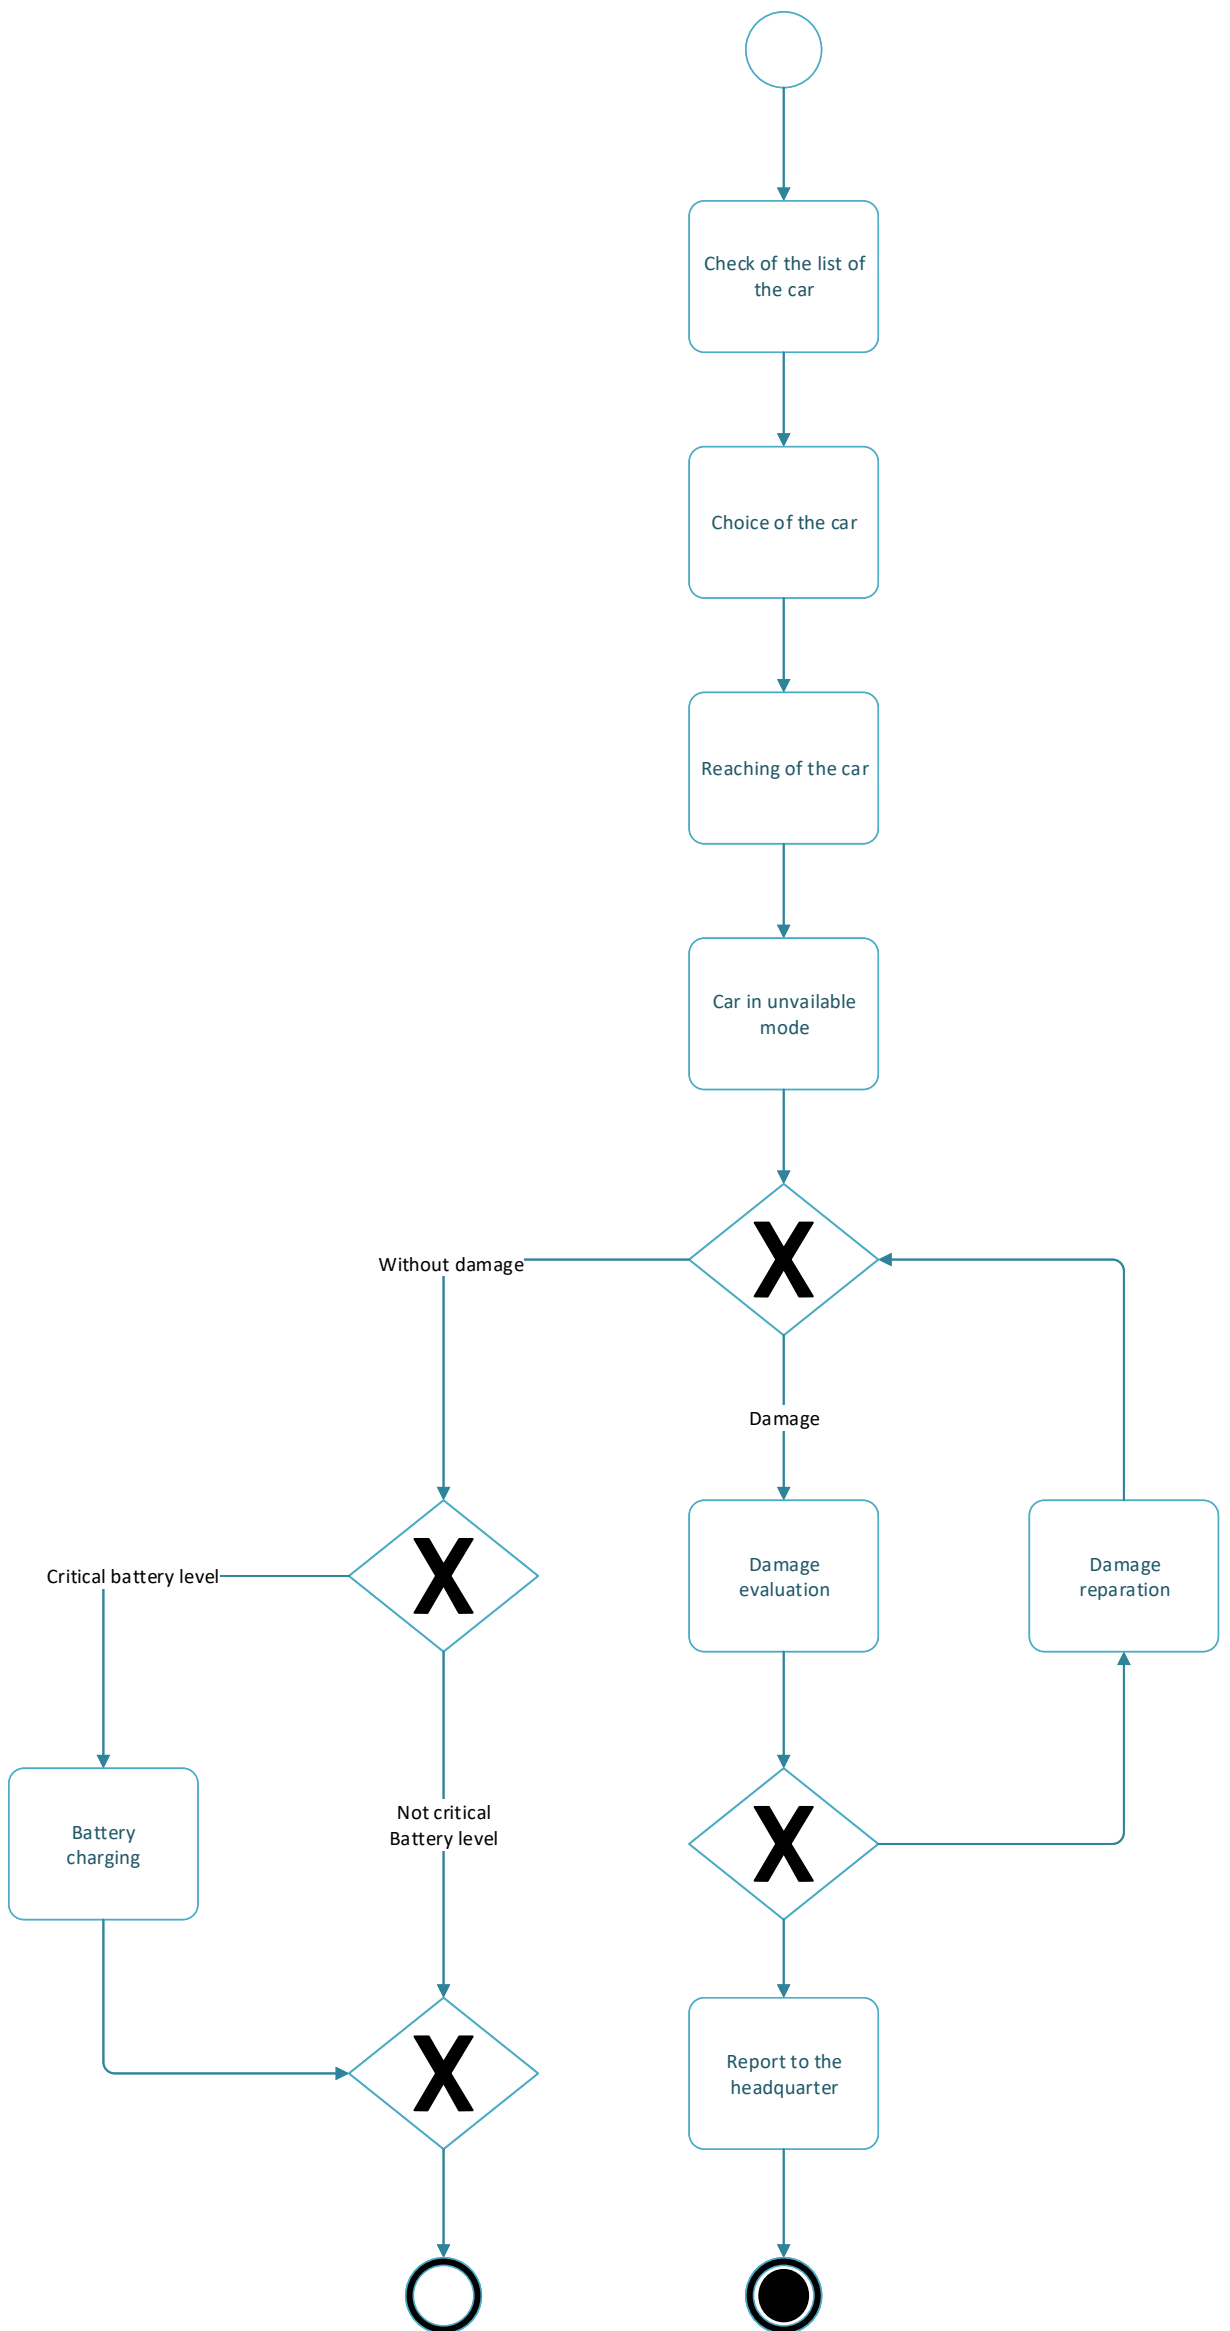 Check of the list of
the car
Choice of the car
Reaching of the car
Car in unvailable
mode
X
Without damage
Damage
X
Critical battery level
Damage
evaluation
Damage
reparation
Not critical
Battery level
Battery
charging
X
X
Report to the
headquarter